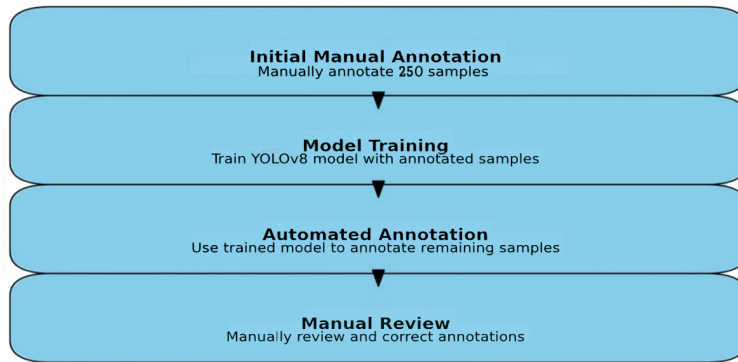 Initial Manual Annotation
Manually annotate 250 samples
Model Training
Train YOLOv8 model with annotated samples
Automated Annotation
Use trained model to annotate remaining samples
Manual Review
Manually review and correct annotations